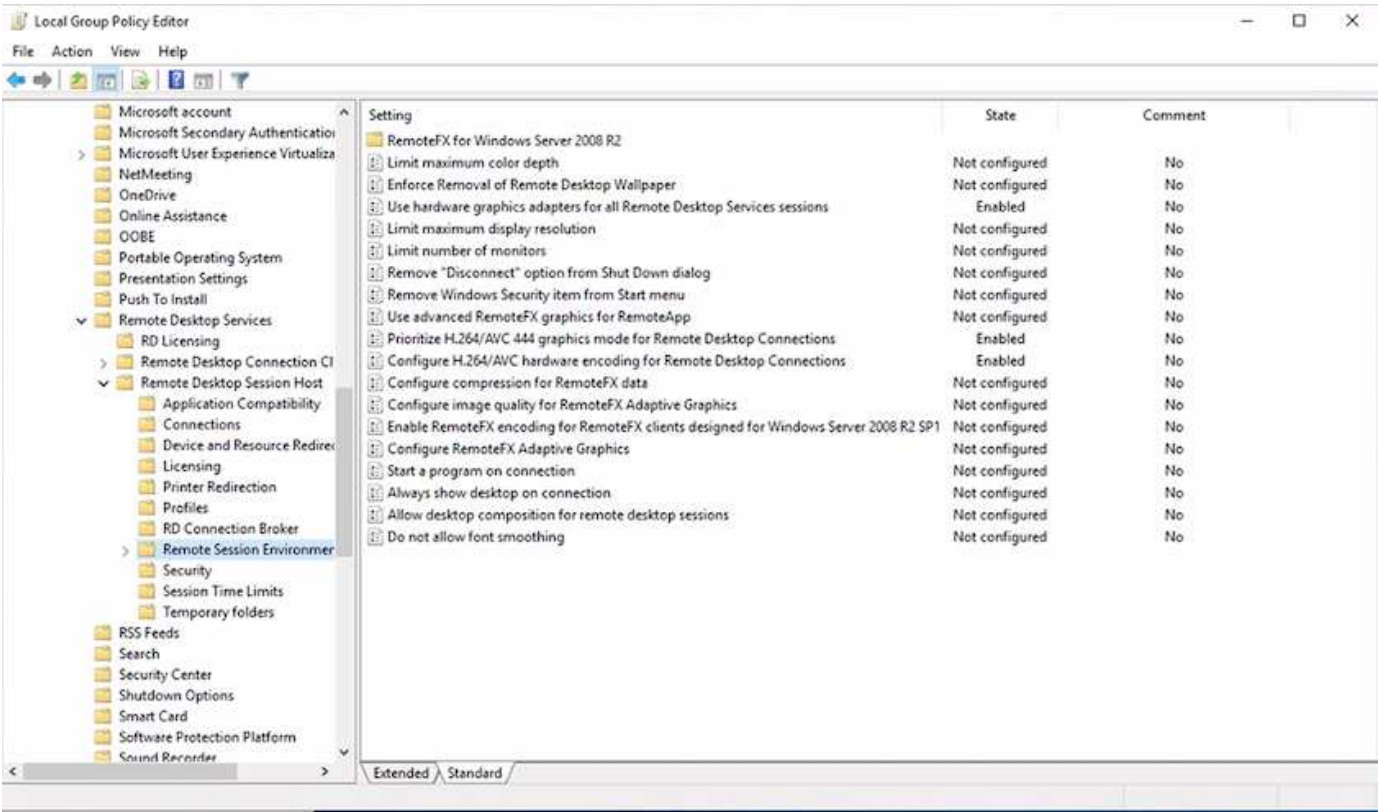 Local Group Policy Editor
File Action View Help
Microsoft account
Microsoft Secondary Authentication
Microsoft User Experience Virtualiza
NetMeeting
OneDrive
Online Assistance
OOBE
Portable Operating System
Presentation Settings
Push To Install
Remote Desktop Services
RD Licensing
Remote Desktop Connection Cl
Remote Desktop Session Host
Application Compatibility
Connections
Device and Resource Redirec
Licensing
Printer Redirection
Profiles
RD Connection Broker
Remote Session Environmen
Security
Session Time Limits
Temporary folders
RSS Feeds
Search
Security Center
Shutdown Options
Smart Card
Software Protection Platform
Sound Recorder
Setting State Comment
RemoteFX for Windows Server 2008 R2
Limit maximum color depth Not configured No
Enforce Removal of Remote Desktop Wallpaper Not configured No
Use hardware graphics adapters for all Remote Desktop Services sessions Enabled No
Limit maximum display resolution Not configured No
Limit number of monitors Not configured No
Remove "Disconnect" option from Shut Down dialog Not configured No
Remove Windows Security item from Start menu Not configured No
Use advanced RemoteFX graphics for RemoteApp Not configured No
Prioritize H.264/AVC 444 graphics mode for Remote Desktop Connections Enabled No
Configure H.264/AVC hardware encoding for Remote Desktop Connections Enabled No
Configure compression for RemoteFX data Not configured No
Configure image quality for RemoteFX Adaptive Graphics Not configured No
Enable RemoteFX encoding for RemoteFX clients designed for Windows Server 2008 R2 SP1 Not configured No
Configure RemoteFX Adaptive Graphics Not configured No
Start a program on connection Not configured No
Always show desktop on connection Not configured No
Allow desktop composition for remote desktop sessions Not configured No
Do not allow font smoothing Not configured No
Extended Standard